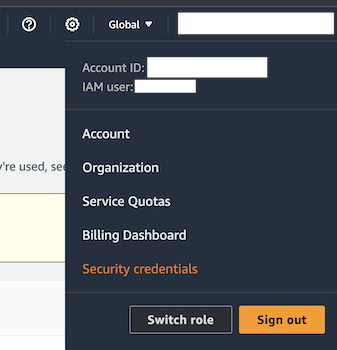 Global ▼
Account ID:
IAM user:
Account
're used, sec
Organization
Service Quotas
Billing Dashboard
Security credentials
Switch role
Sign out